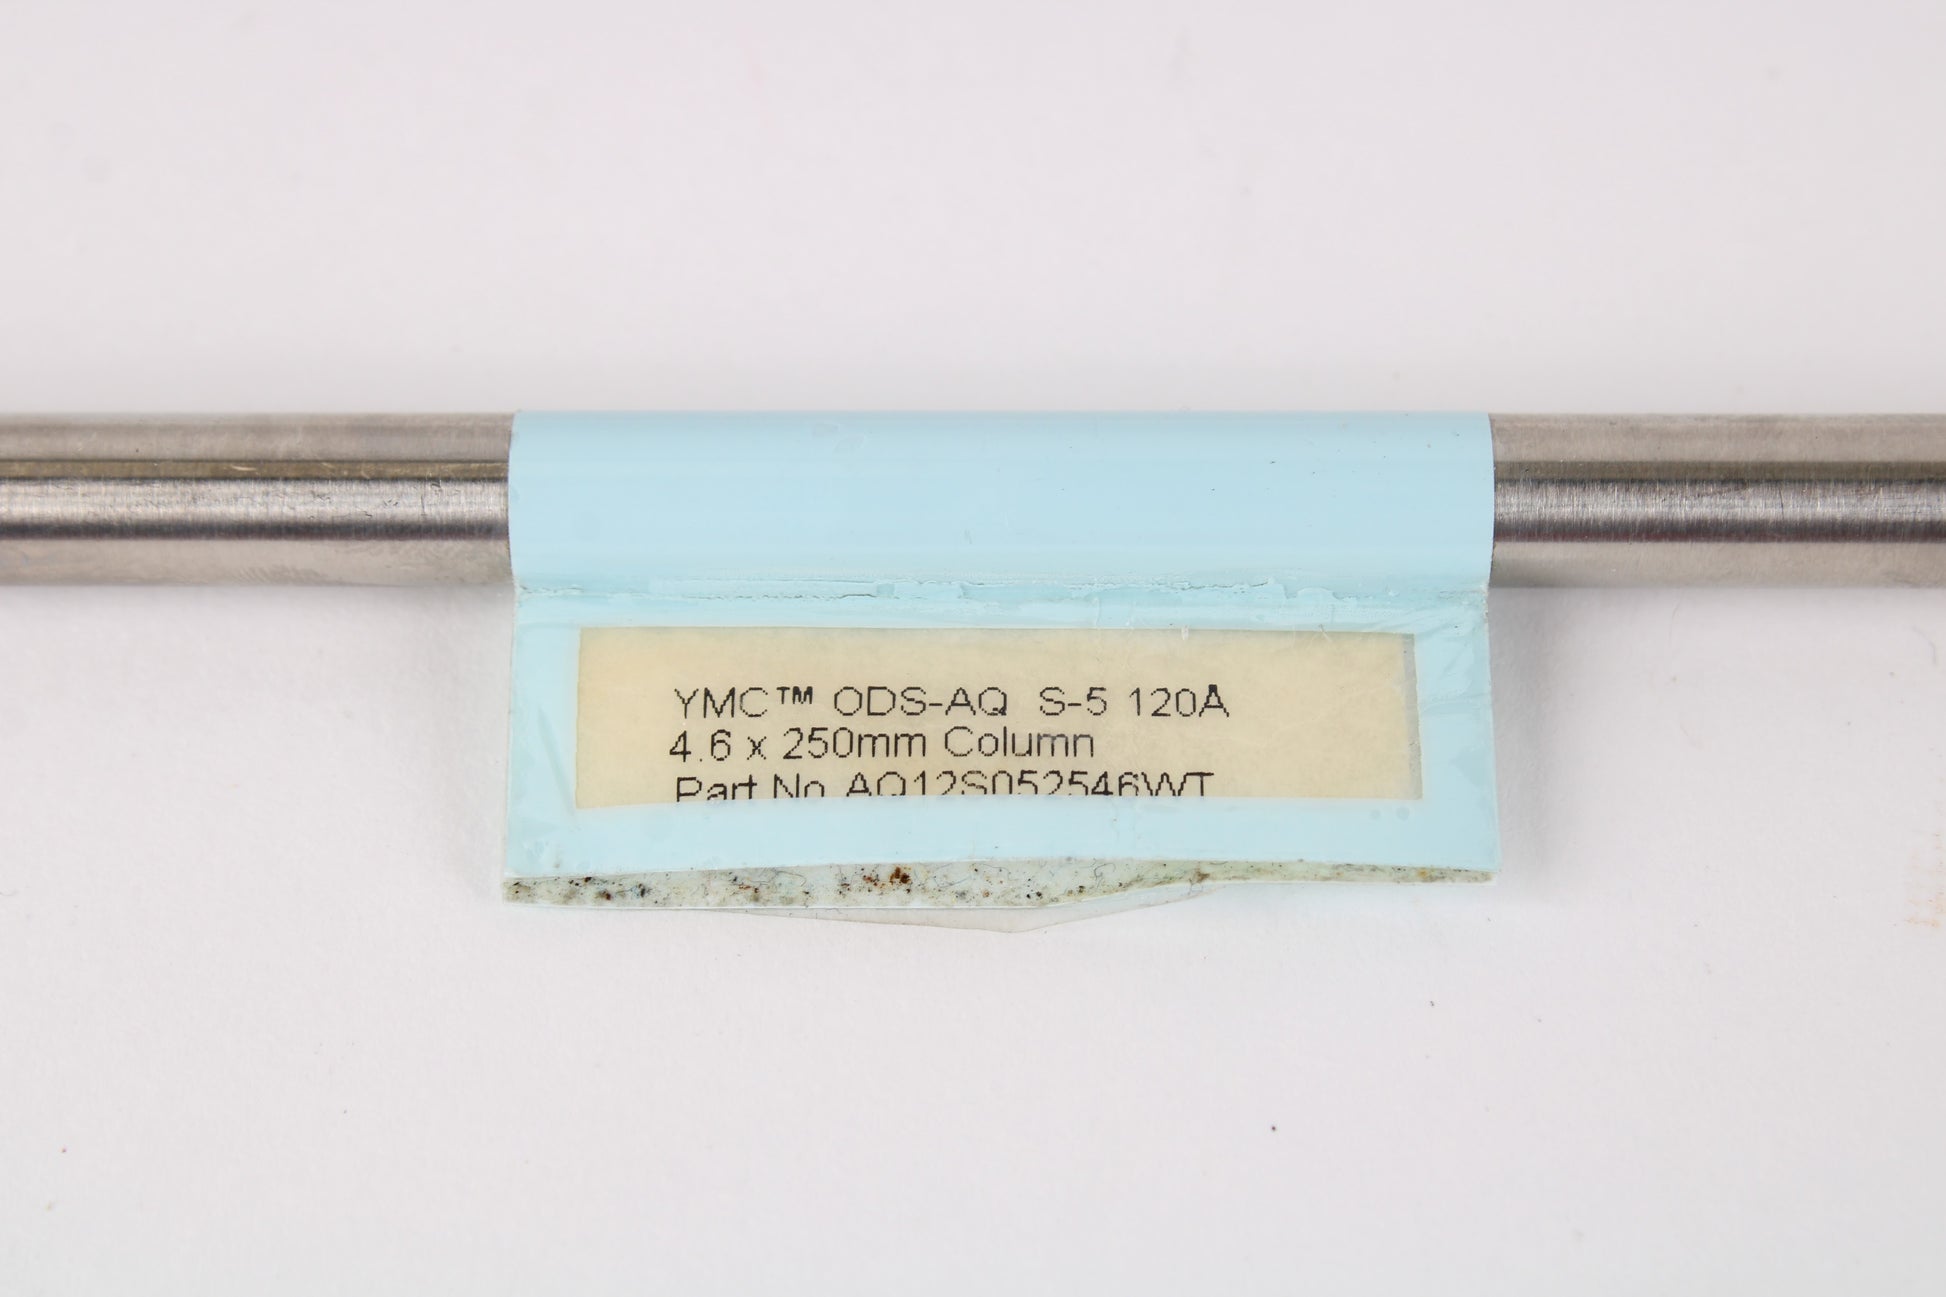 YMC™ ODS-AQ S-5 120Å
4.6 x 250mm Column
Part No. AQ12S052546WT